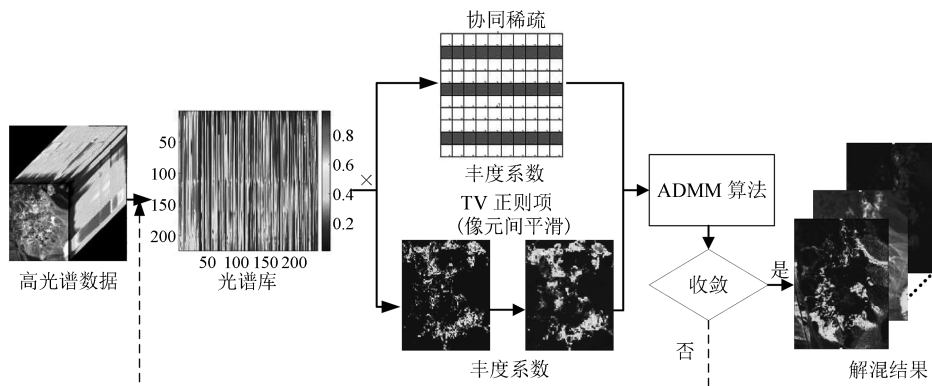 协同稀疏
丰度系数
TV 正则项
(像元间平滑)
丰度系数
高光谱数据
50
100
150
200
50 100 150 200
光谱库
0.8
0.6
0.4
0.2
×
ADMM 算法
收敛
是
否
解混结果